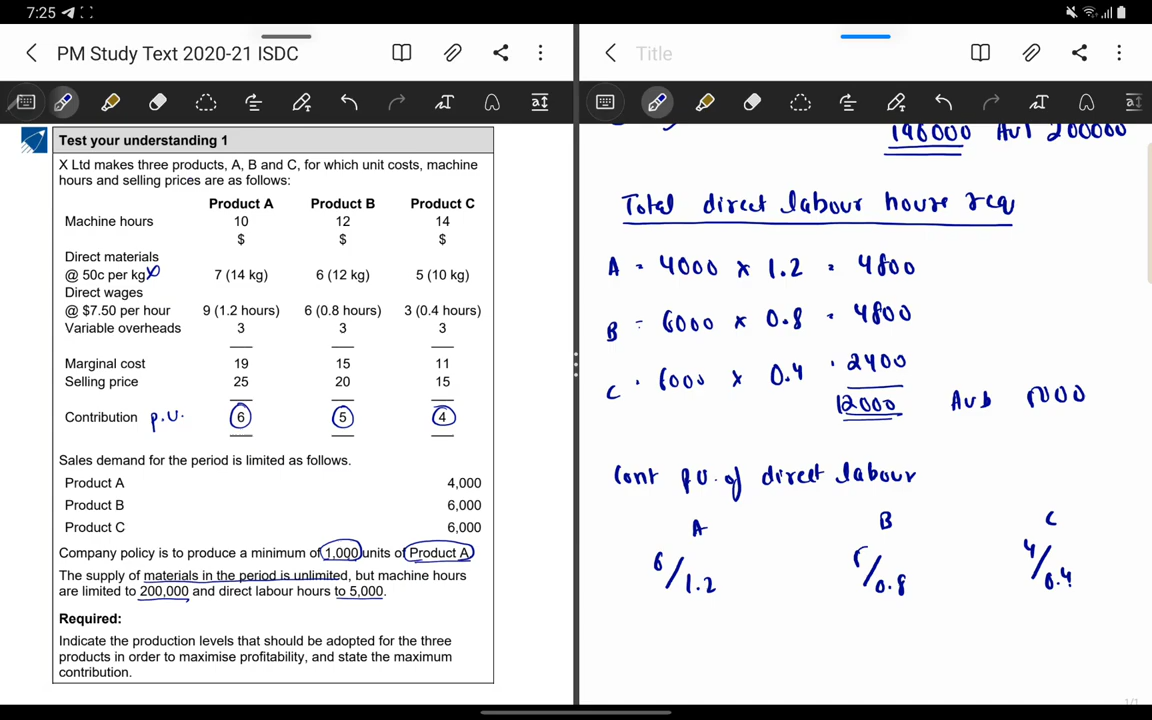 7:25
PM Study Text 2020-21 ISDC
Test your understanding 1
X Ltd makes three products, A, B and C, for which unit costs, machine
hours and selling prices are as follows:
Product A Product B Product C
Machine hours 10 12 14
$ $ $
Direct materials
@ 50c per kg 7 (14 kg) 6 (12 kg) 5 (10 kg)
Direct wages
@ $7.50 per hour 9 (1.2 hours) 6 (0.8 hours) 3 (0.4 hours)
Variable overheads 3 3 3
Marginal cost 19 15 11
Selling price 25 20 15
Contribution p.u. 6 5 4
Sales demand for the period is limited as follows.
Product A 4,000
Product B 6,000
Product C 6,000
Company policy is to produce a minimum of 1,000 units of Product A
The supply of materials in the period is unlimited, but machine hours
are limited to 200,000 and direct labour hours to 5,000.
Required:
Indicate the production levels that should be adopted for the three
products in order to maximise profitability, and state the maximum
contribution.
Title
196000 200000
Total direct labour hours req
A = 4000 x 1.2 = 4800
B = 6000 x 0.8 = 4800
C = 6000 x 0.4 = 2400
12000 Avb 5000
Cont p.u. of direct labour
A B C
6/1.2 5/0.8 4/0.4
1/1